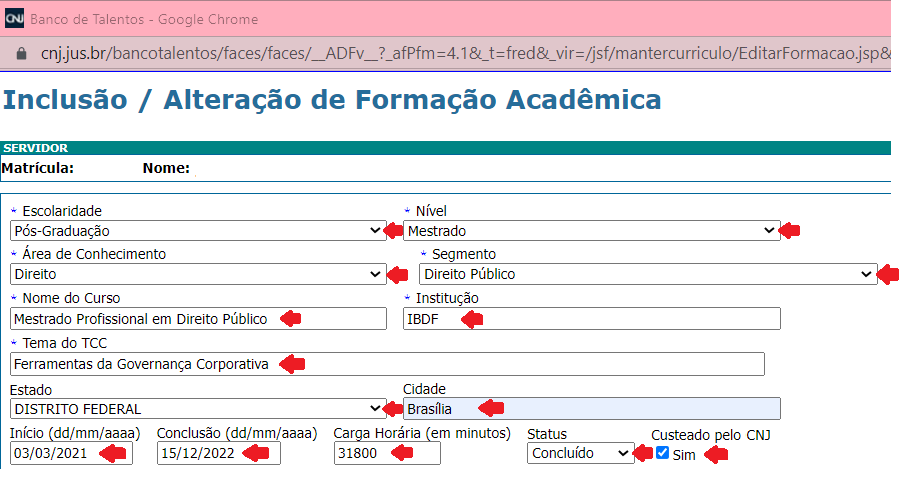 CNJ Banco de Talentos - Google Chrome
cnj.jus.br/bancotalentos/faces/faces/__ADFv__?_afPfm=4.1&_t=fred&_vir=/jsf/mantercurriculo/EditarFormacao.jsp&
Inclusão / Alteração de Formação Acadêmica
SERVIDOR
Matrícula: Nome:
* Escolaridade * Nível
Pós-Graduação Mestrado
* Área de Conhecimento * Segmento
Direito Direito Público
* Nome do Curso * Institução
Mestrado Profissional em Direito Público IBDF
* Tema do TCC
Ferramentas da Governança Corporativa
Estado Cidade
DISTRITO FEDERAL Brasília
Início (dd/mm/aaaa) Conclusão (dd/mm/aaaa) Carga Horária (em minutos) Status Custeado pelo CNJ
03/03/2021 15/12/2022 31800 Concluído Sim